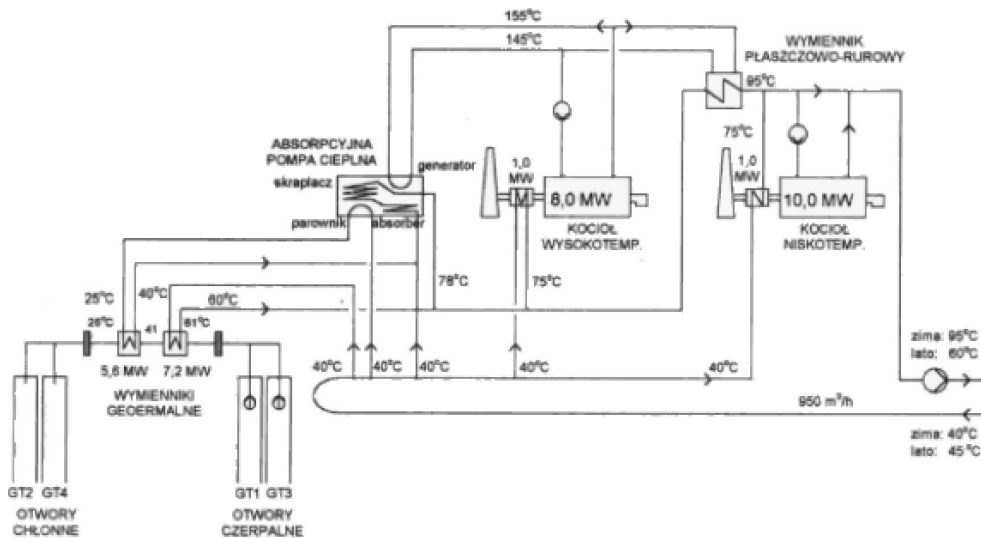 155°C
145°C
WYMIENNIK
PŁASZCZOWO-RUROWY
95°C
75°C
ABSORPCYJNA
POMPA CIEPLNA
generator
skraplacz
parownik
absorber
1,0
MW
8,0 MW
KOCIOŁ
WYSOKOTEMP.
1,0
MW
10,0 MW
KOCIOŁ
NISKOTEMP.
25°C
40°C
60°C
78°C
75°C
26°C
41
61°C
5,6 MW
7,2 MW
WYMIENNIKI
GEOERMALNE
40°C
40°C
40°C
40°C
40°C
zima: 95°C
lato: 60°C
950 m³/h
zima: 40°C
lato: 45°C
GT2
GT4
GT1
GT3
OTWORY
CHŁONNE
OTWORY
CZERPALNE